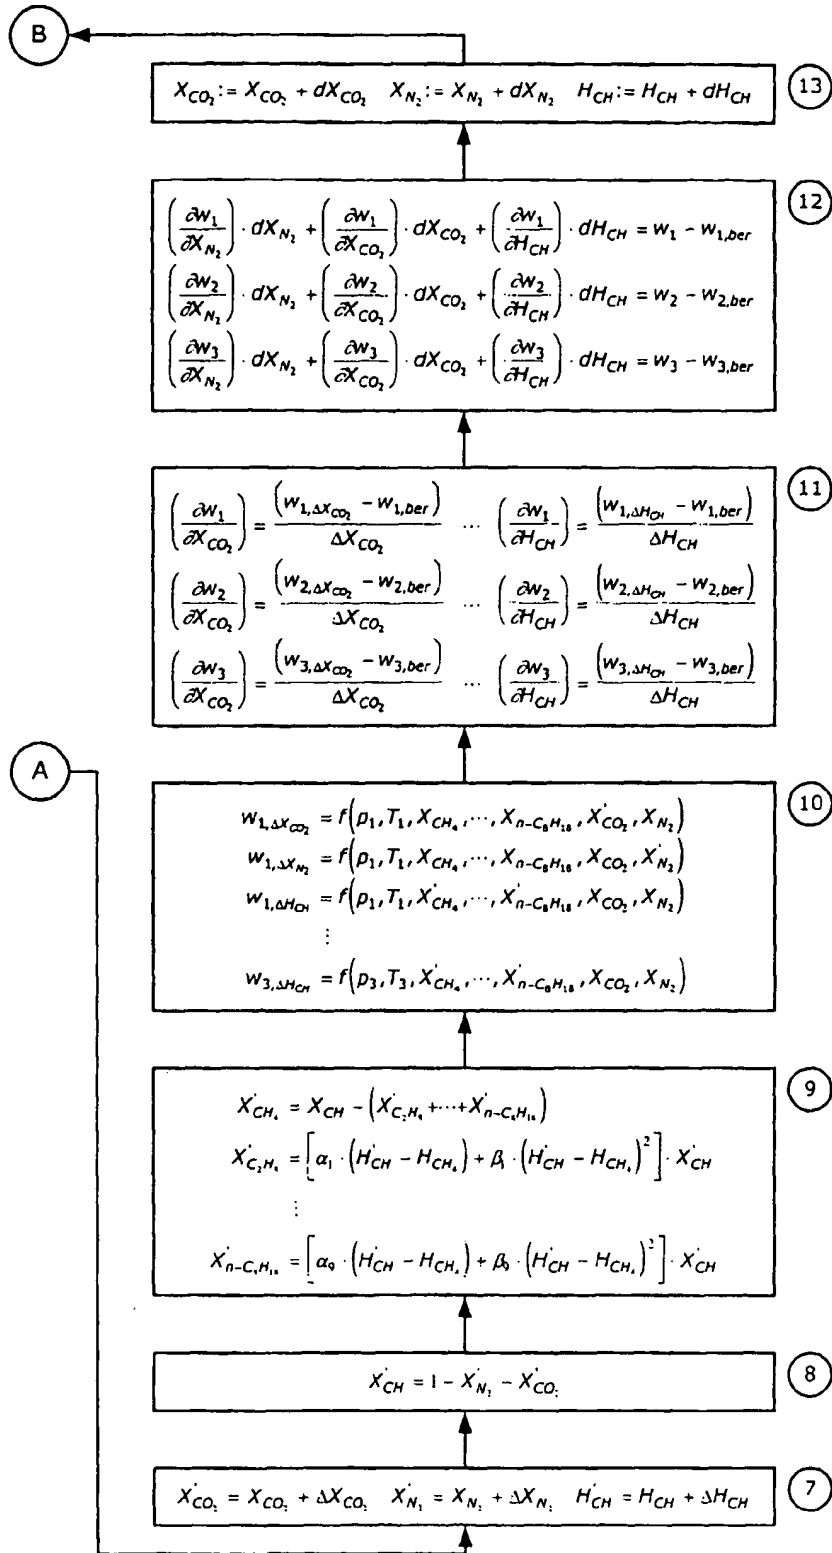 B
X_{CO_2} := X_{CO_2} + dX_{CO_2} X_{N_2} := X_{N_2} + dX_{N_2} H_{CH} := H_{CH} + dH_{CH}
13
12
(∂w_1/∂X_{N_2}) · dX_{N_2} + (∂w_1/∂X_{CO_2}) · dX_{CO_2} + (∂w_1/∂H_{CH}) · dH_{CH} = w_1 − w_{1,ber}
(∂w_2/∂X_{N_2}) · dX_{N_2} + (∂w_2/∂X_{CO_2}) · dX_{CO_2} + (∂w_2/∂H_{CH}) · dH_{CH} = w_2 − w_{2,ber}
(∂w_3/∂X_{N_2}) · dX_{N_2} + (∂w_3/∂X_{CO_2}) · dX_{CO_2} + (∂w_3/∂H_{CH}) · dH_{CH} = w_3 − w_{3,ber}
11
(∂w_1/∂X_{CO_2}) = (w_{1,ΔX_{CO_2}} − w_{1,ber})/ΔX_{CO_2} ⋯ (∂w_1/∂H_{CH}) = (w_{1,ΔH_{CH}} − w_{1,ber})/ΔH_{CH}
(∂w_2/∂X_{CO_2}) = (w_{2,ΔX_{CO_2}} − w_{2,ber})/ΔX_{CO_2} ⋯ (∂w_2/∂H_{CH}) = (w_{2,ΔH_{CH}} − w_{2,ber})/ΔH_{CH}
(∂w_3/∂X_{CO_2}) = (w_{3,ΔX_{CO_2}} − w_{3,ber})/ΔX_{CO_2} ⋯ (∂w_3/∂H_{CH}) = (w_{3,ΔH_{CH}} − w_{3,ber})/ΔH_{CH}
A
10
w_{1,ΔX_{CO_2}} = f(p_1, T_1, X_{CH_4}, ⋯, X_{n-C_8H_{18}}, X'_{CO_2}, X_{N_2})
w_{1,ΔX_{N_2}} = f(p_1, T_1, X_{CH_4}, ⋯, X_{n-C_8H_{18}}, X_{CO_2}, X'_{N_2})
w_{1,ΔH_{CH}} = f(p_1, T_1, X'_{CH_4}, ⋯, X'_{n-C_8H_{18}}, X_{CO_2}, X_{N_2})
⋮
w_{3,ΔH_{CH}} = f(p_3, T_3, X'_{CH_4}, ⋯, X'_{n-C_8H_{18}}, X_{CO_2}, X_{N_2})
9
X'_{CH_4} = X_{CH} − (X'_{C_2H_6} + ⋯ + X'_{n-C_8H_{18}})
X'_{C_2H_6} = [α_1 · (H'_{CH} − H_{CH_4}) + β_1 · (H'_{CH} − H_{CH_4})^2] · X'_{CH}
⋮
X'_{n-C_8H_{18}} = [α_9 · (H'_{CH} − H_{CH_4}) + β_9 · (H'_{CH} − H_{CH_4})^2] · X'_{CH}
X'_{CH} = 1 − X'_{N_2} − X'_{CO_2}
8
X'_{CO_2} = X_{CO_2} + ΔX_{CO_2} X'_{N_2} = X_{N_2} + ΔX_{N_2} H'_{CH} = H_{CH} + ΔH_{CH}
7